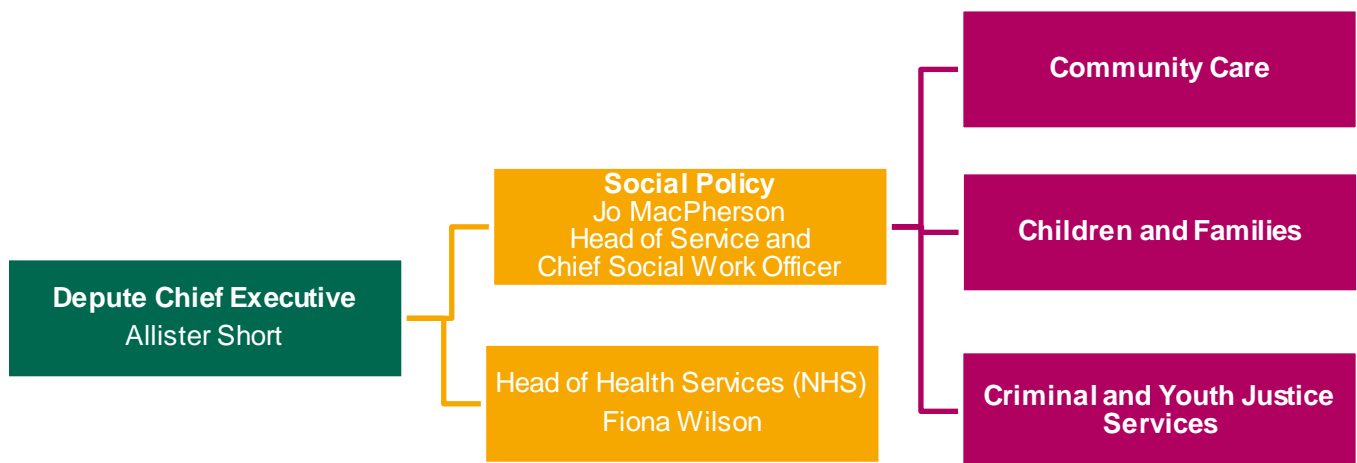 Depute Chief Executive
Allister Short
Social Policy
Jo MacPherson
Head of Service and
Chief Social Work Officer
Head of Health Services (NHS)
Fiona Wilson
Community Care
Children and Families
Criminal and Youth Justice
Services